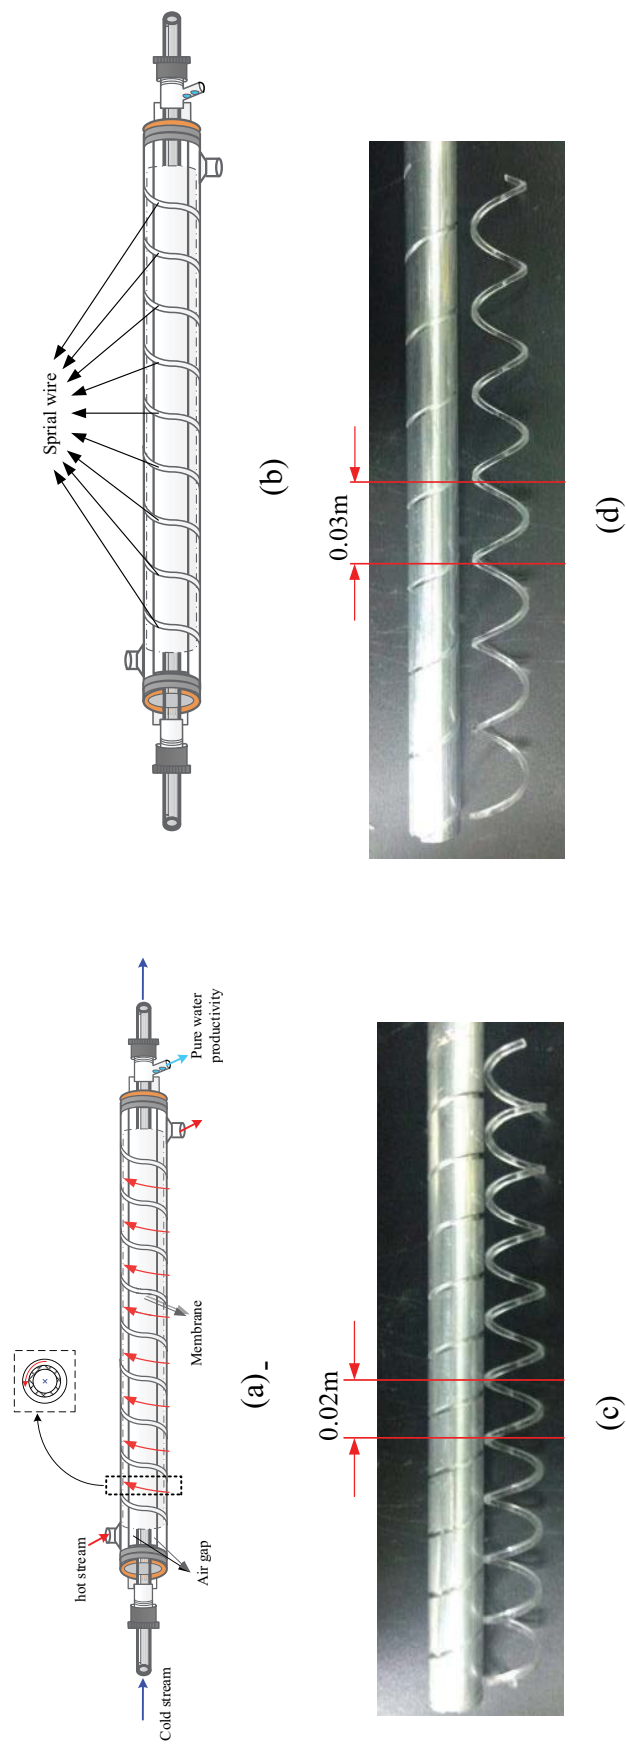 Cold stream
hot stream
Air gap
Membrane
Pure water
productivity
(a)-
Sprial wire
(b)
0.02m
(c)
0.03m
(d)